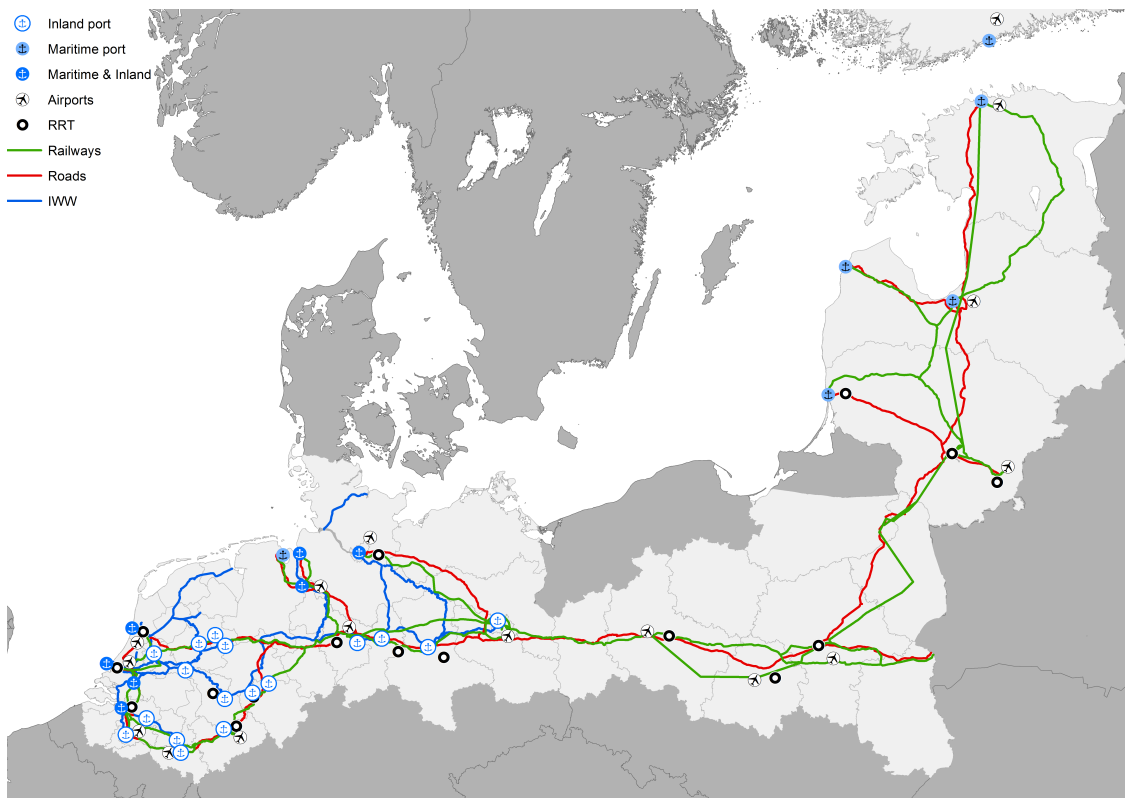 Inland port
Maritime port
Maritime & Inland
Airports
RRT
Railways
Roads
IWW